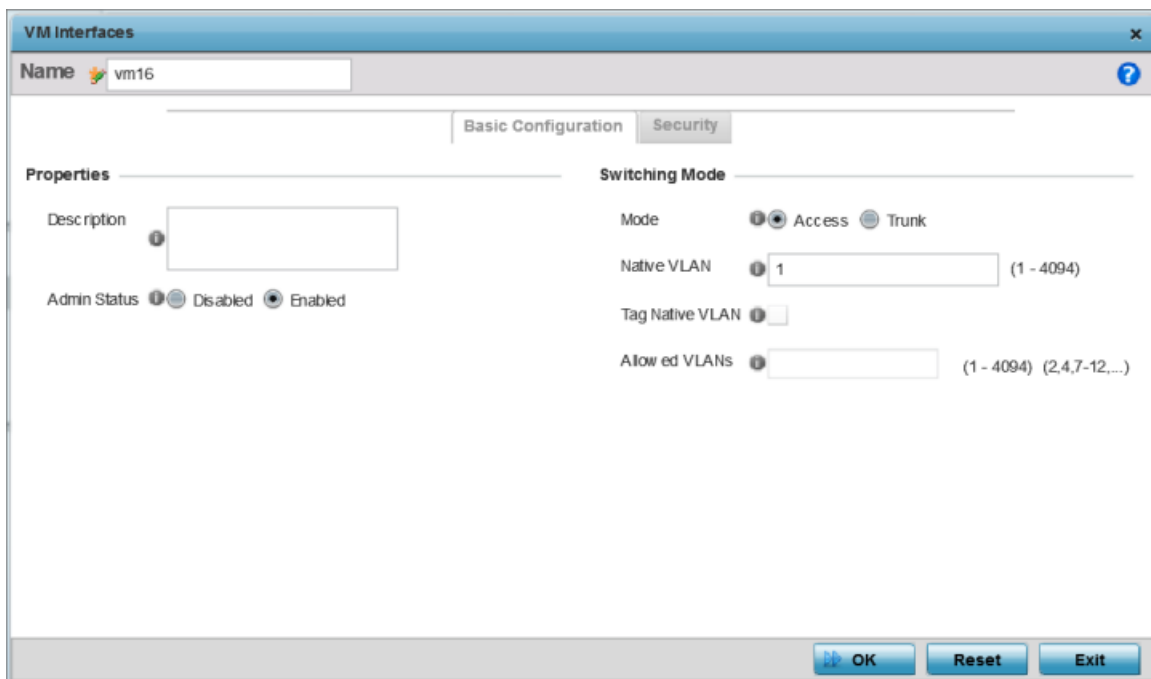 VM Interfaces
Name vm16
Basic Configuration Security
Properties
Description
Admin Status Disabled Enabled
Switching Mode
Mode Access Trunk
Native VLAN 1 (1 - 4094)
Tag Native VLAN
Allowed VLANs (1 - 4094) (2,4,7-12,...)
OK Reset Exit